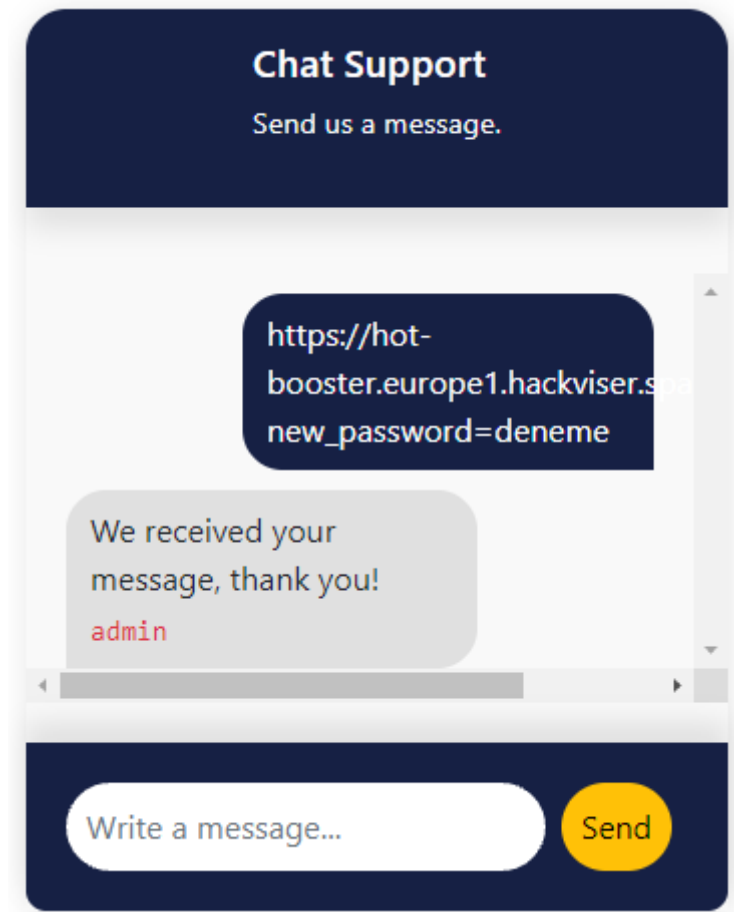 Chat Support
Send us a message.
https://hot-
booster.europe1.hackviser.spa
new_password=deneme
We received your
message, thank you!
admin
Write a message...
Send